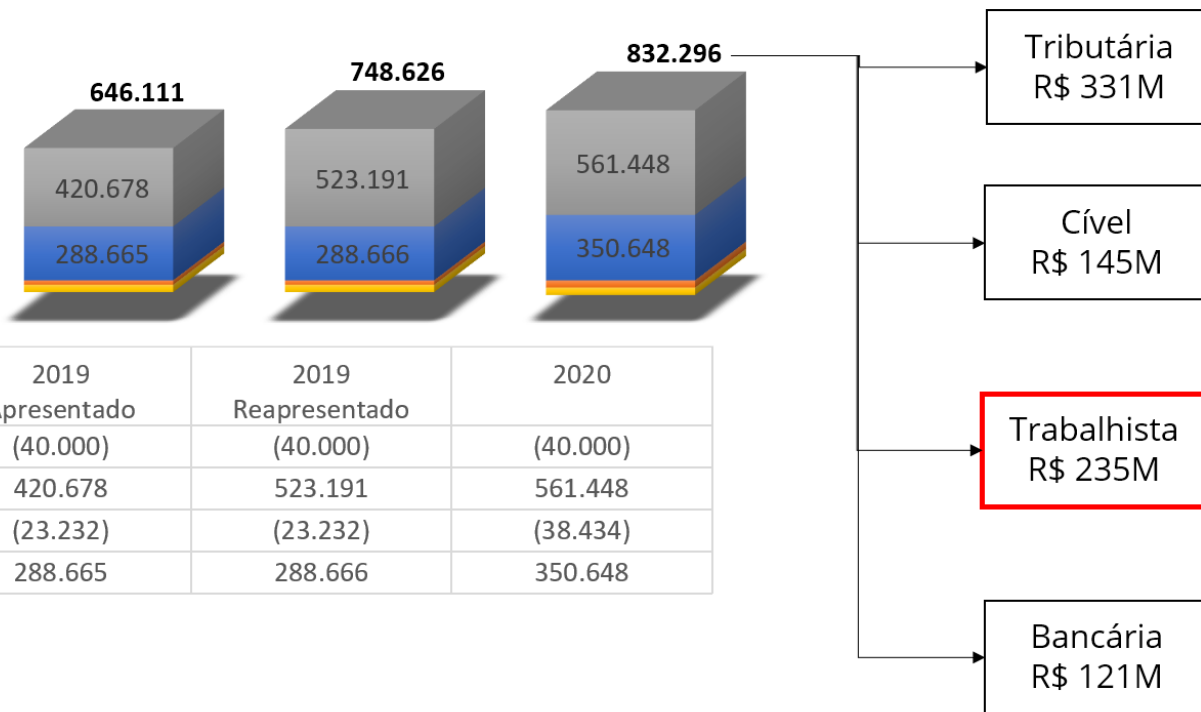 646.111
748.626
832.296
420.678
523.191
561.448
288.665
288.666
350.648
2019 2019 2020
presentado Reapresentado
(40.000) (40.000) (40.000)
420.678 523.191 561.448
(23.232) (23.232) (38.434)
288.665 288.666 350.648
Tributária
R$ 331M
Cível
R$ 145M
Trabalhista
R$ 235M
Bancária
R$ 121M